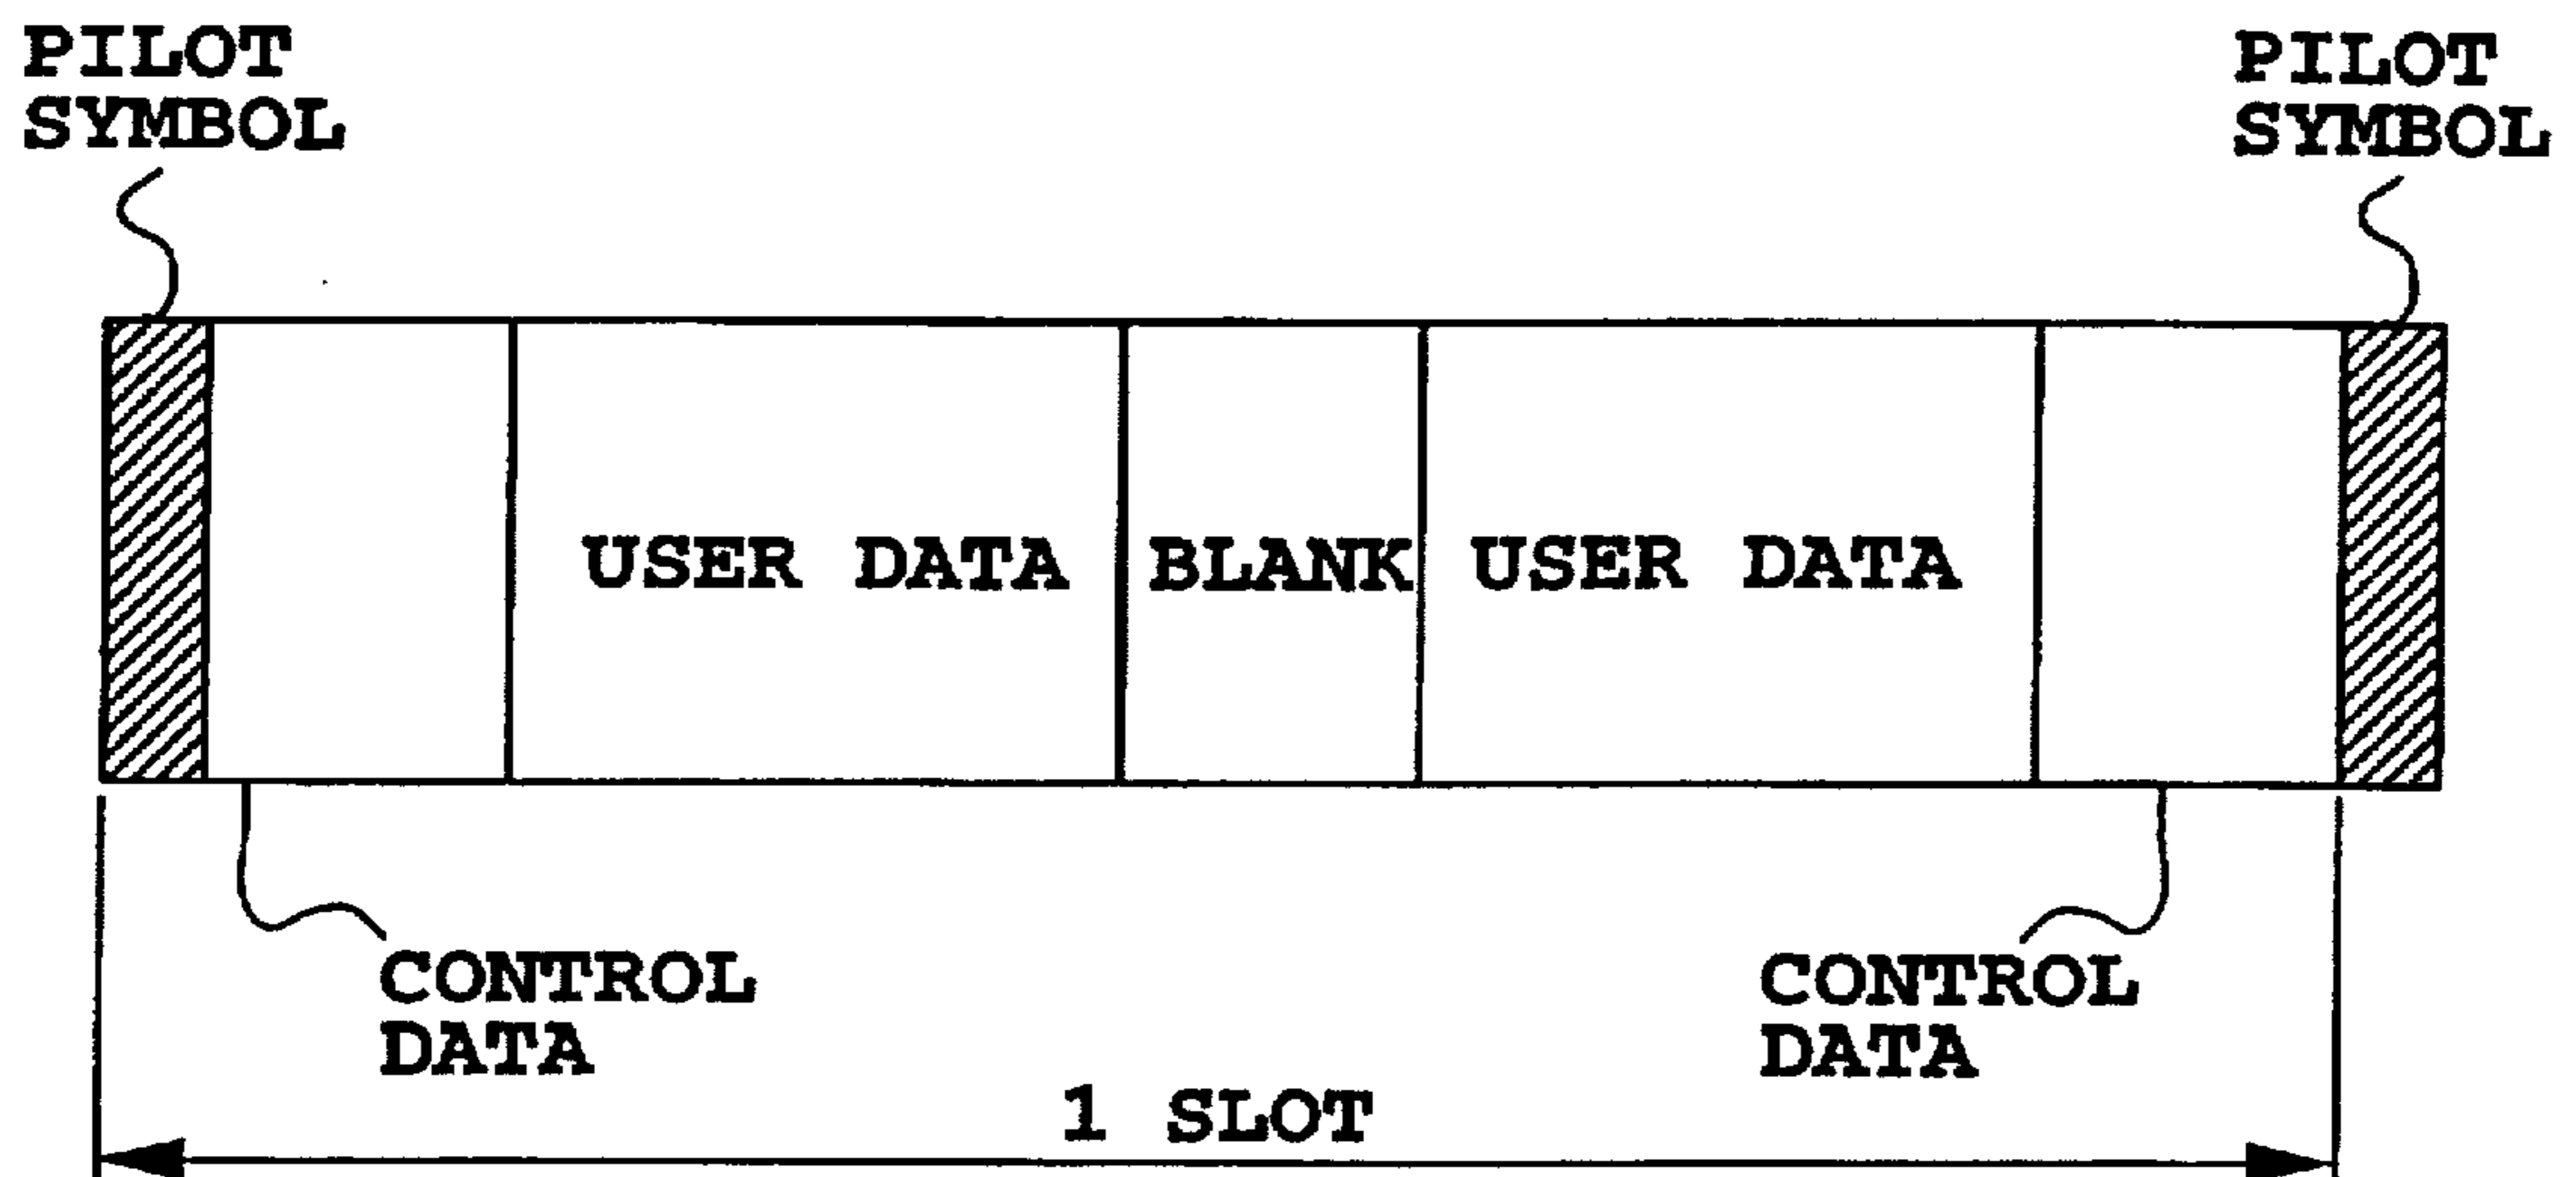 PILOT
SYMBOL
PILOT
SYMBOL
USER DATA
BLANK
USER DATA
CONTROL
DATA
CONTROL
DATA
1 SLOT